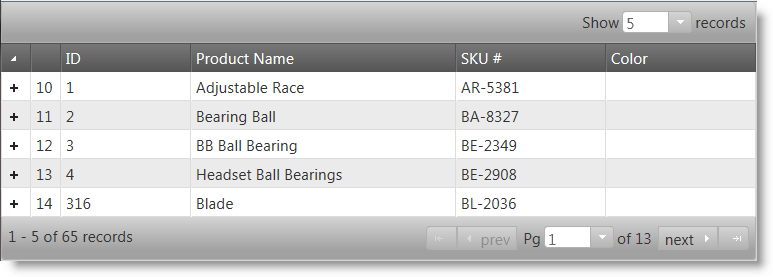 Show 5 records
ID Product Name SKU # Color
10 1 Adjustable Race AR-5381
11 2 Bearing Ball BA-8327
12 3 BB Ball Bearing BE-2349
13 4 Headset Ball Bearings BE-2908
14 316 Blade BL-2036
1 - 5 of 65 records prev Pg 1 of 13 next